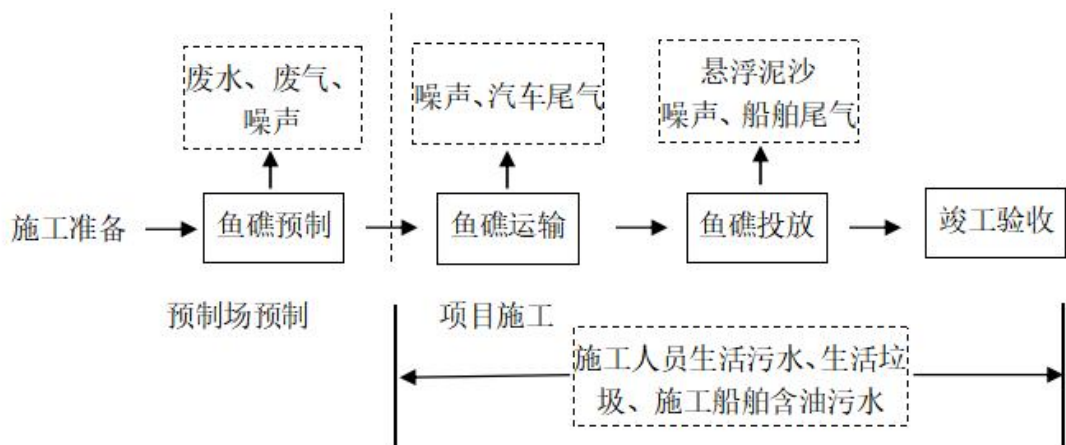 废水、废气、
噪声
噪声、汽车尾气
悬浮泥沙
噪声、船舶尾气
施工准备
鱼礁预制
鱼礁运输
鱼礁投放
竣工验收
预制场预制
项目施工
施工人员生活污水、生活垃
圾、施工船舶含油污水